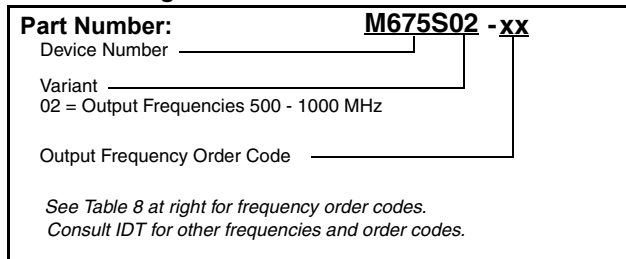 Part Number: M675S02 - xx
Device Number
Variant
02 = Output Frequencies 500 - 1000 MHz
Output Frequency Order Code
See Table 8 at right for frequency order codes.
Consult IDT for other frequencies and order codes.